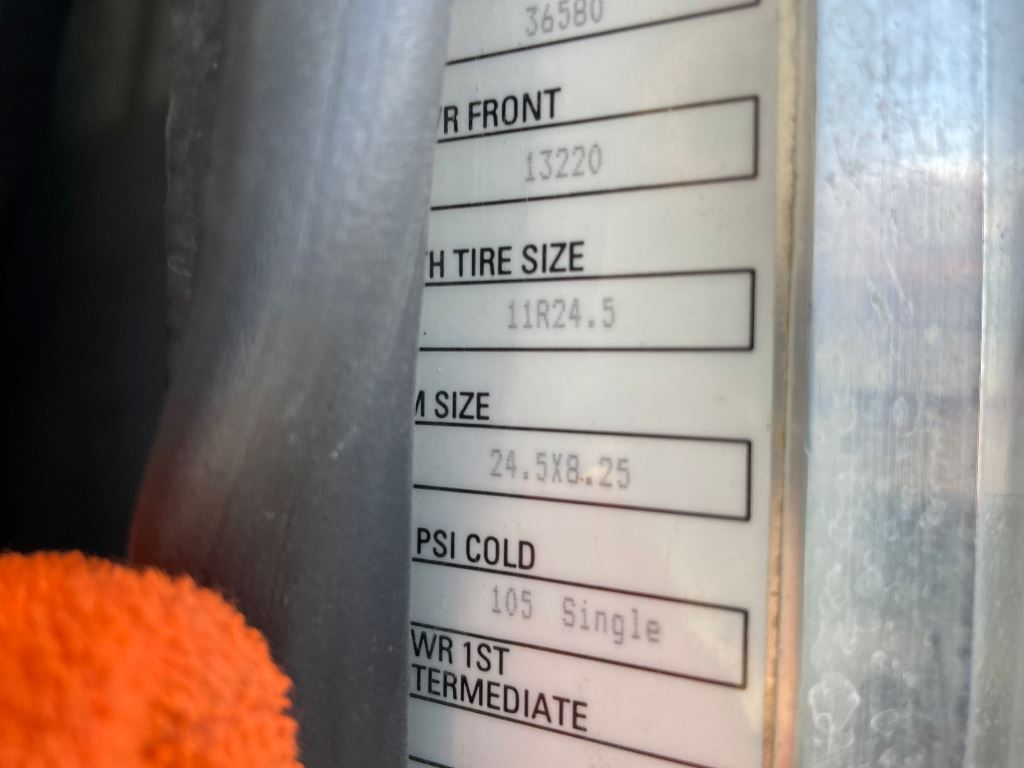 36580
R FRONT
13220
H TIRE SIZE
11R24.5
SIZE
24.5X8.25
PSI COLD
105 Single
WR 1ST
TERMEDIATE